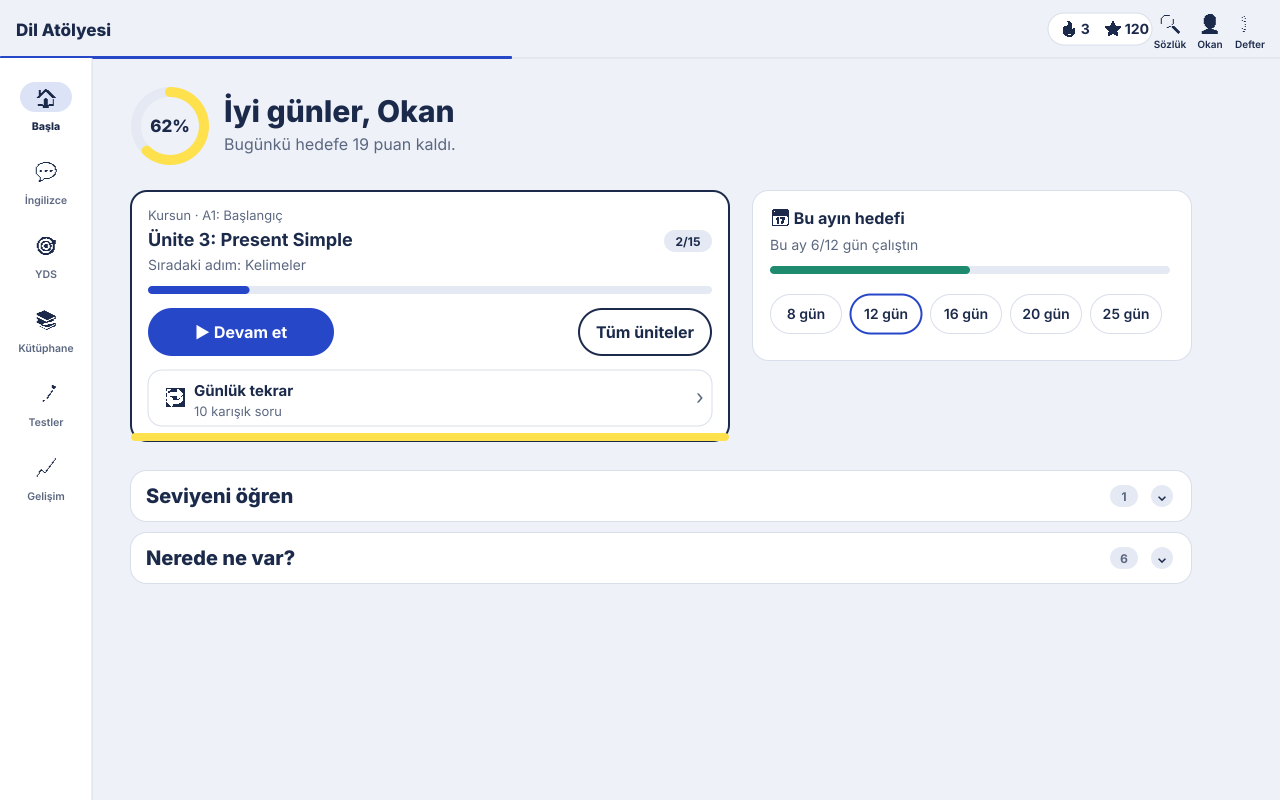 Dil Atölyesi
3 120
Sözlük
Okan
Defter
Başla
İngilizce
YDS
Kütüphane
Testler
Gelişim
62%
İyi günler, Okan
Bugünkü hedefe 19 puan kaldı.
Kursun · A1: Başlangıç
Ünite 3: Present Simple
2/15
Sıradaki adım: Kelimeler
Devam et
Tüm üniteler
Günlük tekrar
10 karışık soru
17 Bu ayın hedefi
Bu ay 6/12 gün çalıştın
8 gün
12 gün
16 gün
20 gün
25 gün
Seviyeni öğren
1
Nerede ne var?
6